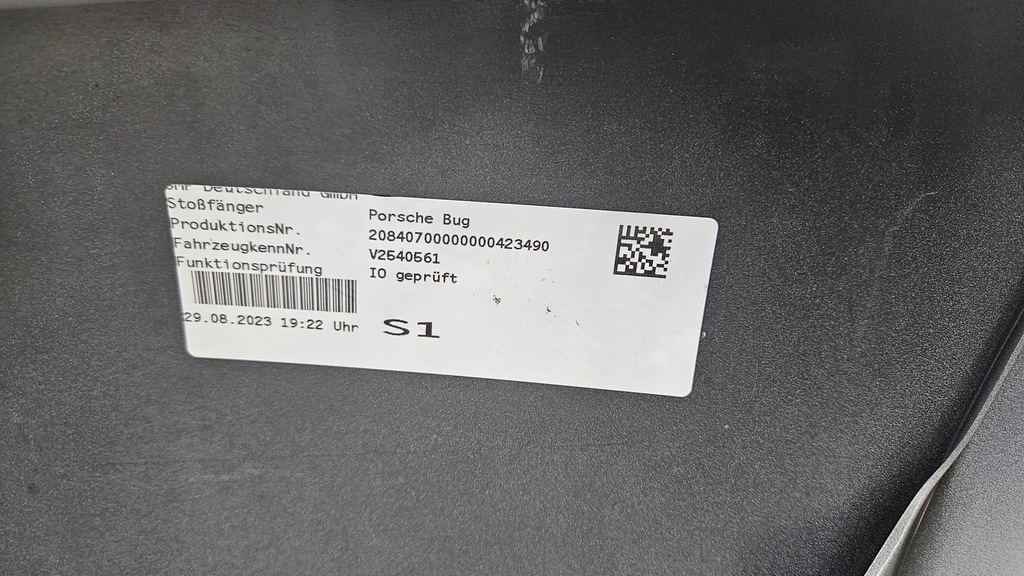 SMP Deutschland GmbH
Stoßfänger
Porsche Bug
ProduktionsNr.
20840700000000423490
FahrzeugkennNr.
V2540561
Funktionsprüfung
IO geprüft
29.08.2023 19:22 Uhr
S1